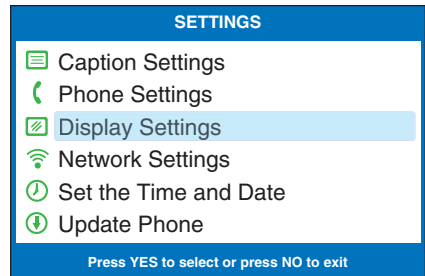 SETTINGS
Caption Settings
Phone Settings
Display Settings
Network Settings
Set the Time and Date
Update Phone
Press YES to select or press NO to exit